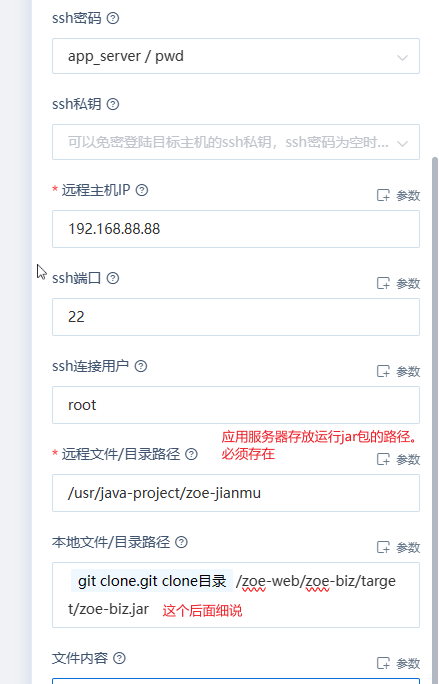 ssh密码
app_server / pwd
ssh私钥
可以免密登陆目标主机的ssh私钥，ssh密码为空时...
* 远程主机IP
参数
192.168.88.88
ssh端口
参数
22
ssh连接用户
参数
root
应用服务器存放运行jar包的路径。
必须存在
* 远程文件/目录路径
参数
/usr/java-project/zoe-jianmu
本地文件/目录路径
参数
git clone.git clone目录 /zoe-web/zoe-biz/targe
t/zoe-biz.jar 这个后面细说
文件内容
参数